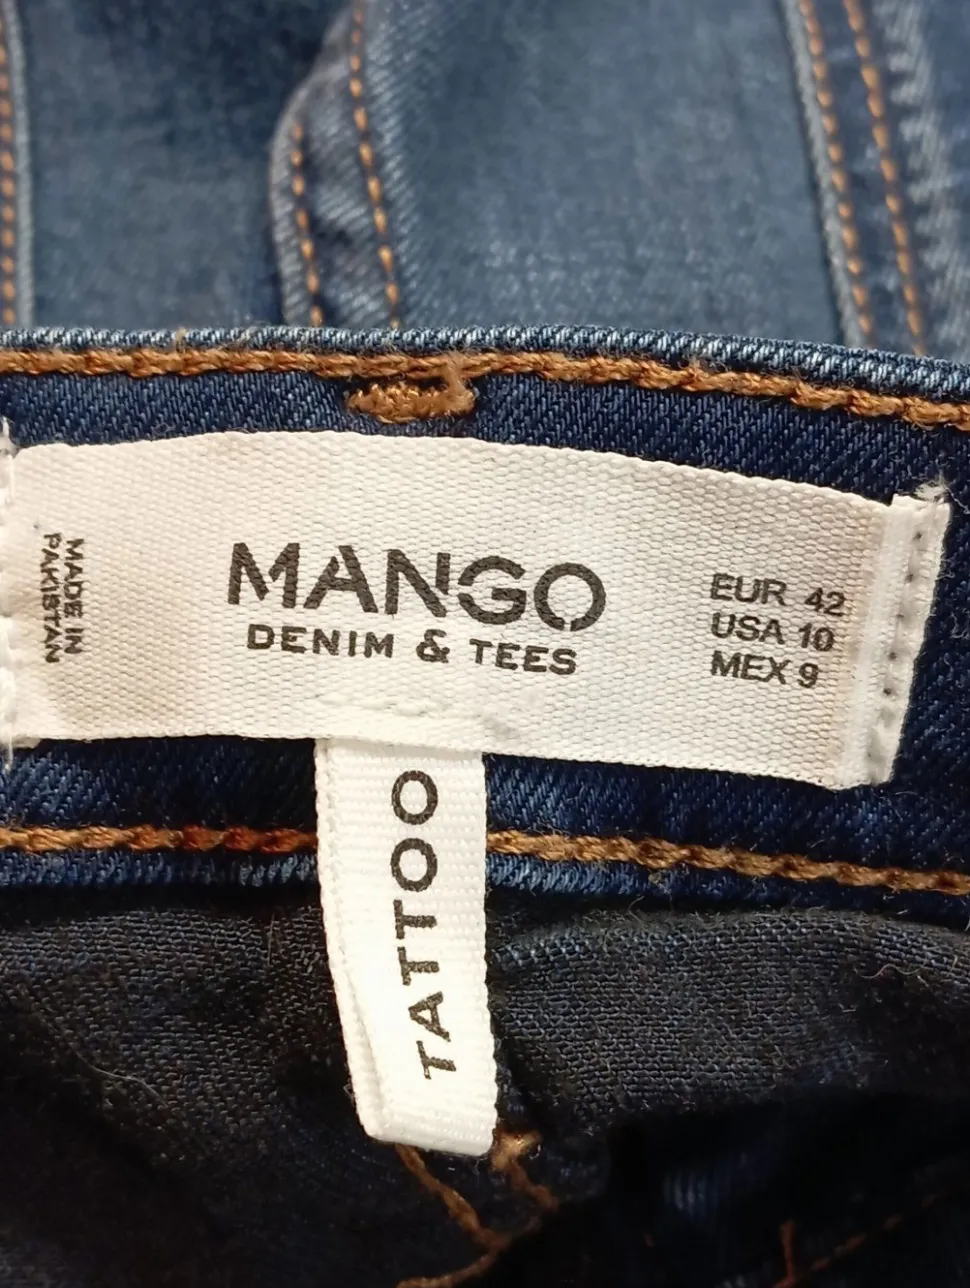 MADE IN
PAKISTAN
MANGO
DENIM & TEES
EUR 42
USA 10
MEX 9
TATTOO